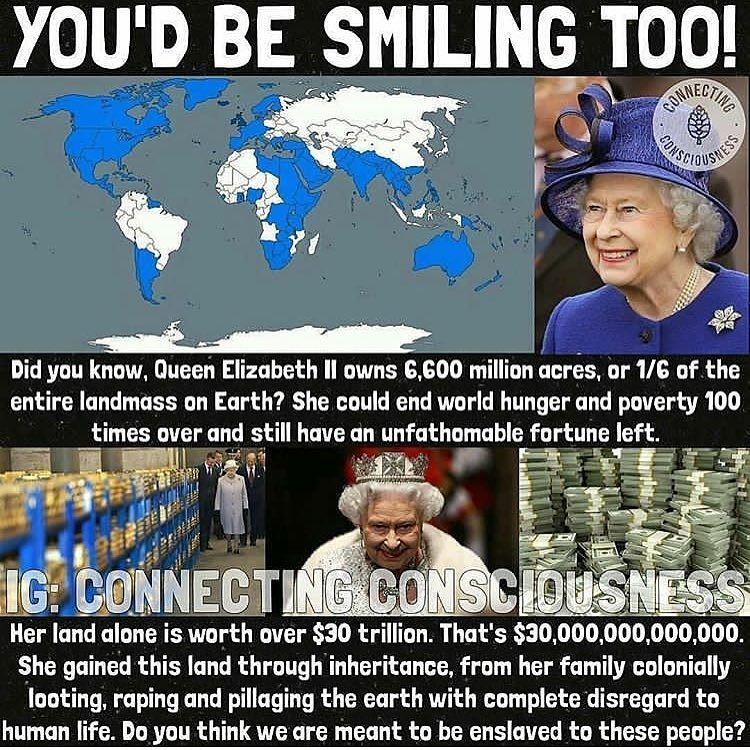 YOU'D BE SMILING TOO!
CONNECTING
CONSCIOUSNESS
Did you know, Queen Elizabeth II owns 6,600 million acres, or 1/6 of the
entire landmass on Earth? She could end world hunger and poverty 100
times over and still have an unfathomable fortune left.
IG: CONNECTING CONSCIOUSNESS
Her land alone is worth over $30 trillion. That's $30,000,000,000,000.
She gained this land through inheritance, from her family colonially
looting, raping and pillaging the earth with complete disregard to
human life. Do you think we are meant to be enslaved to these people?